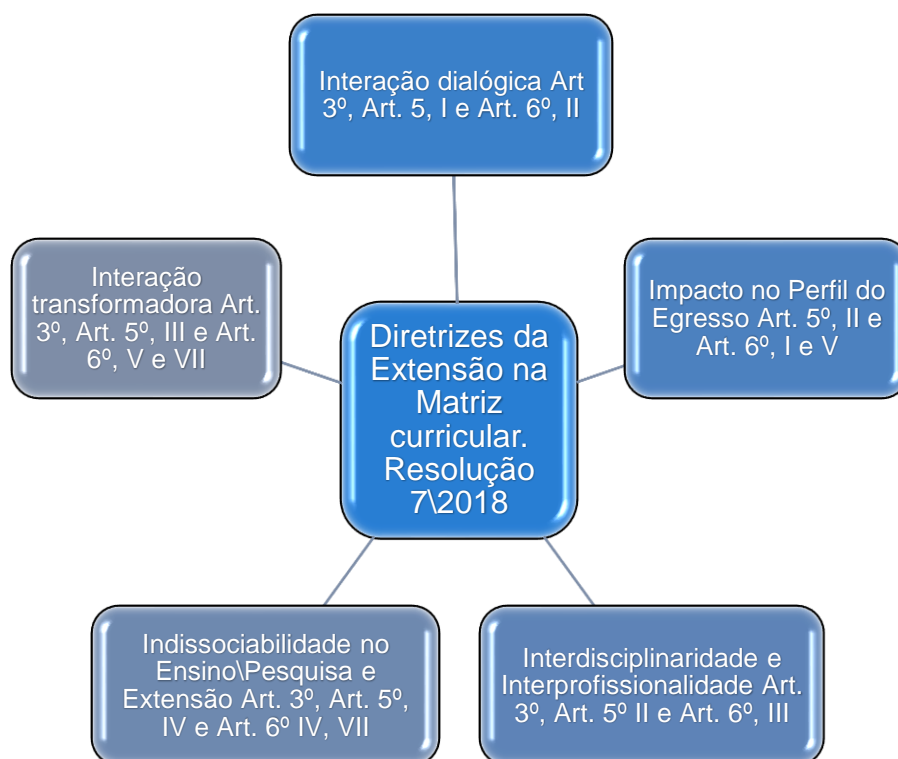 Interação dialógica Art
3º, Art. 5, I e Art. 6º, II
Interação
transformadora Art.
3º, Art. 5º, III e Art.
6º, V e VII
Impacto no Perfil do
Egresso Art. 5º, II e
Art. 6º, I e V
Diretrizes da
Extensão na
Matriz
curricular.
Resolução
7\2018
Indissociabilidade no
Ensino\Pesquisa e
Extensão Art. 3º, Art. 5º,
IV e Art. 6º IV, VII
Interdisciplinaridade e
Interprofissionalidade Art.
3º, Art. 5º II e Art. 6º, III